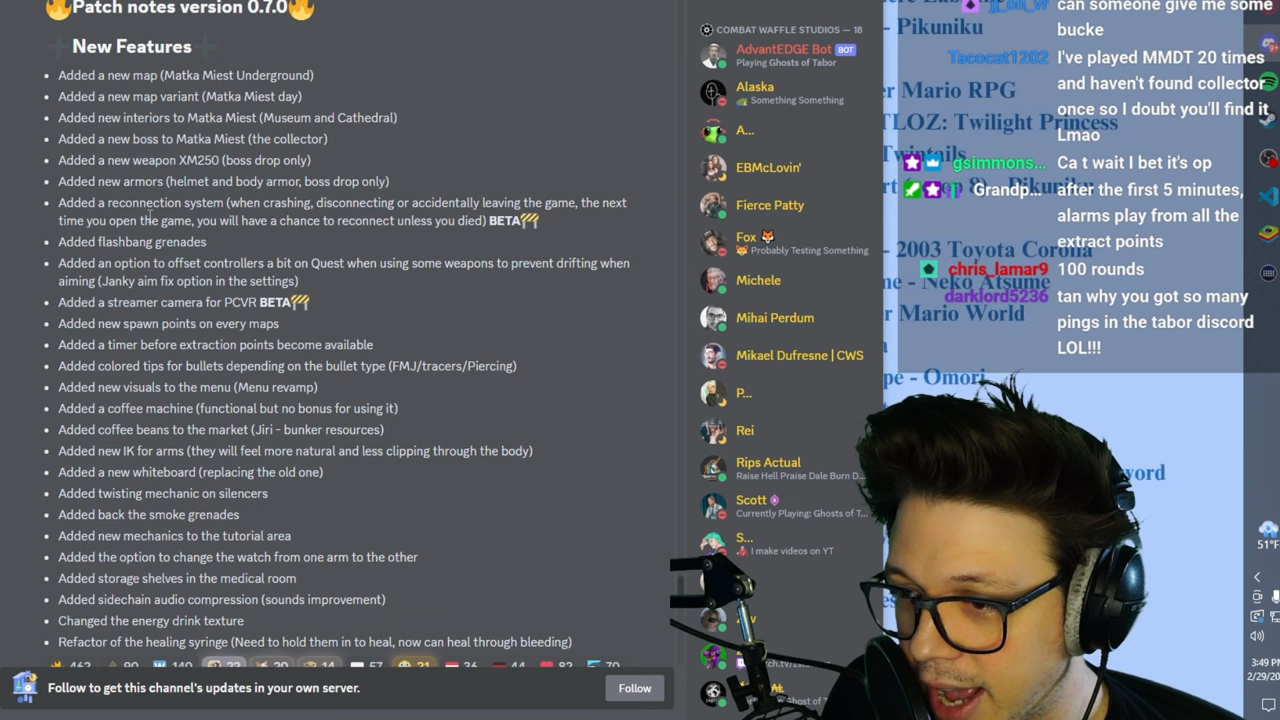 🔥Patch notes version 0.7.0🔥
➕New Features➕
• Added a new map (Matka Miest Underground)
• Added a new map variant (Matka Miest day)
• Added new interiors to Matka Miest (Museum and Cathedral)
• Added a new boss to Matka Miest (the collector)
• Added a new weapon XM250 (boss drop only)
• Added new armors (helmet and body armor, boss drop only)
• Added a reconnection system (when crashing, disconnecting or accidentally leaving the game, the next
time you open the game, you will have a chance to reconnect unless you died) BETA🚧
• Added flashbang grenades
• Added an option to offset controllers a bit on Quest when using some weapons to prevent drifting when
aiming (Janky aim fix option in the settings)
• Added a streamer camera for PCVR BETA🚧
• Added new spawn points on every maps
• Added a timer before extraction points become available
• Added colored tips for bullets depending on the bullet type (FMJ/tracers/Piercing)
• Added new visuals to the menu (Menu revamp)
• Added a coffee machine (functional but no bonus for using it)
• Added coffee beans to the market (Jiri - bunker resources)
• Added new IK for arms (they will feel more natural and less clipping through the body)
• Added a new whiteboard (replacing the old one)
• Added twisting mechanic on silencers
• Added back the smoke grenades
• Added new mechanics to the tutorial area
• Added the option to change the watch from one arm to the other
• Added storage shelves in the medical room
• Added sidechain audio compression (sounds improvement)
• Changed the energy drink texture
• Refactor of the healing syringe (Need to hold them in to heal, now can heal through bleeding)
Follow to get this channel's updates in your own server.
Follow
COMBAT WAFFLE STUDIOS — 18
AdvantEDGE Bot BOT
Playing Ghosts of Tabor
Alaska
Something Something
A...
EBMcLovin'
Fierce Patty
Fox 🦊
🦊 Probably Testing Something
Michele
Mihai Perdum
Mikael Dufresne | CWS
P...
Rei
Rips Actual
Raise Hell Praise Dale Burn D...
Scott
Currently Playing: Ghosts of T...
S...
I make videos on YT
- Pikuniku
er Mario RPG
TLOZ: Twilight Princess
Twintails
- Pikuniku
- 2003 Toyota Corolla
- Neko Atsume
er Mario World
- Omori
can someone give me some
bucke
Tacocat1202 I've played MMDT 20 times
and haven't found collector
once so I doubt you'll find it
Lmao
gsimmons... Ca t wait I bet it's op
Grandp... after the first 5 minutes,
alarms play from all the
extract points
chris_lamar9 100 rounds
darklord5236 tan why you got so many
pings in the tabor discord
LOL!!!
51°F
3:49 PM